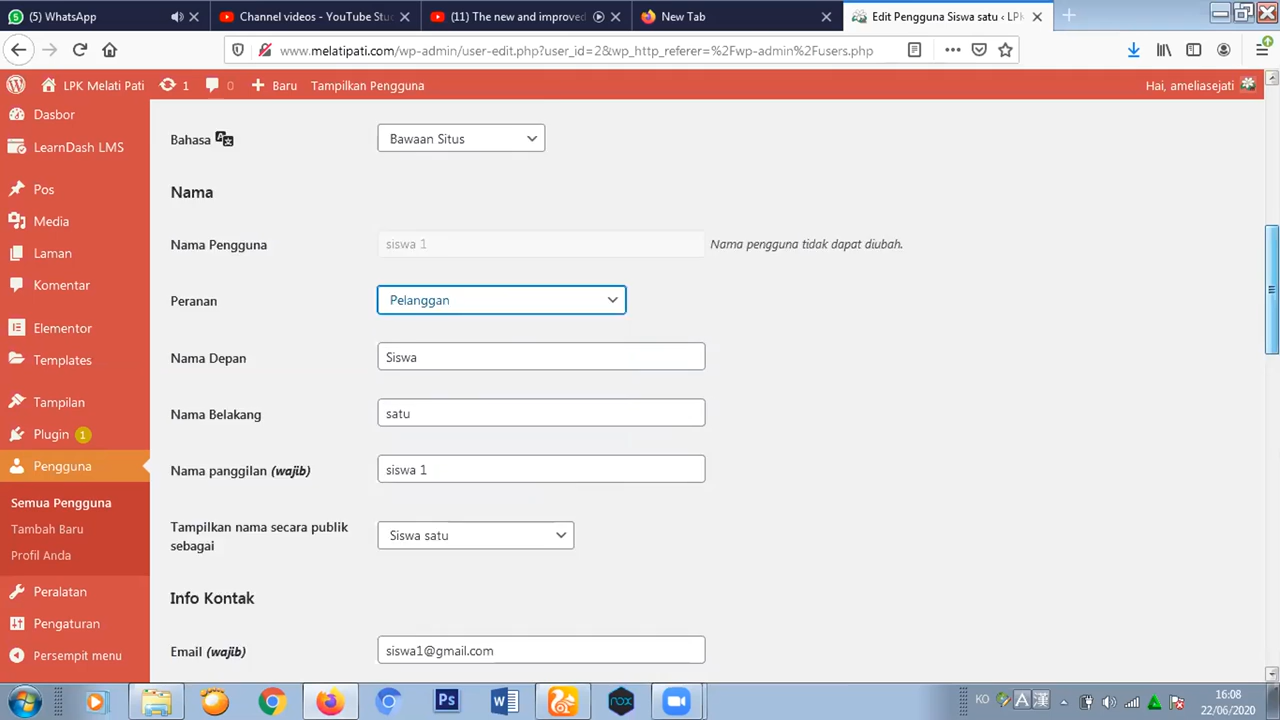 (5) WhatsApp
Channel videos - YouTube Stu
(11) The new and improved
New Tab
Edit Pengguna Siswa satu ‹ LPK
www.melatipati.com/wp-admin/user-edit.php?user_id=2&wp_http_referer=%2Fwp-admin%2Fusers.php
LPK Melati Pati
1
0
Baru
Tampilkan Pengguna
Hai, ameliasejati
Dasbor
LearnDash LMS
Pos
Media
Laman
Komentar
Elementor
Templates
Tampilan
Plugin 1
Pengguna
Semua Pengguna
Tambah Baru
Profil Anda
Peralatan
Pengaturan
Persempit menu
Bahasa
Bawaan Situs
Nama
Nama Pengguna
siswa 1
Nama pengguna tidak dapat diubah.
Peranan
Pelanggan
Nama Depan
Siswa
Nama Belakang
satu
Nama panggilan (wajib)
siswa 1
Tampilkan nama secara publik
sebagai
Siswa satu
Info Kontak
Email (wajib)
siswa1@gmail.com
Ps
W
nox
KO
A
漢
16:08
22/06/2020